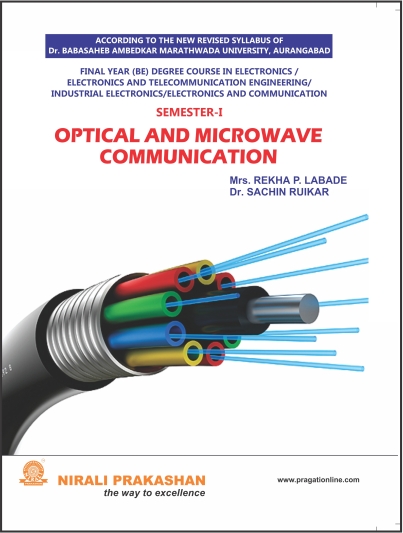 ACCORDING TO THE NEW REVISED SYLLABUS OF
Dr. BABASAHEB AMBEDKAR MARATHWADA UNIVERSITY, AURANGABAD
FINAL YEAR (BE) DEGREE COURSE IN ELECTRONICS /
ELECTRONICS AND TELECOMMUNICATION ENGINEERING/
INDUSTRIAL ELECTRONICS/ELECTRONICS AND COMMUNICATION
SEMESTER-I
OPTICAL AND MICROWAVE
COMMUNICATION
Mrs. REKHA P. LABADE
Dr. SACHIN RUIKAR
NIRALI PRAKASHAN
the way to excellence
www.pragationline.com